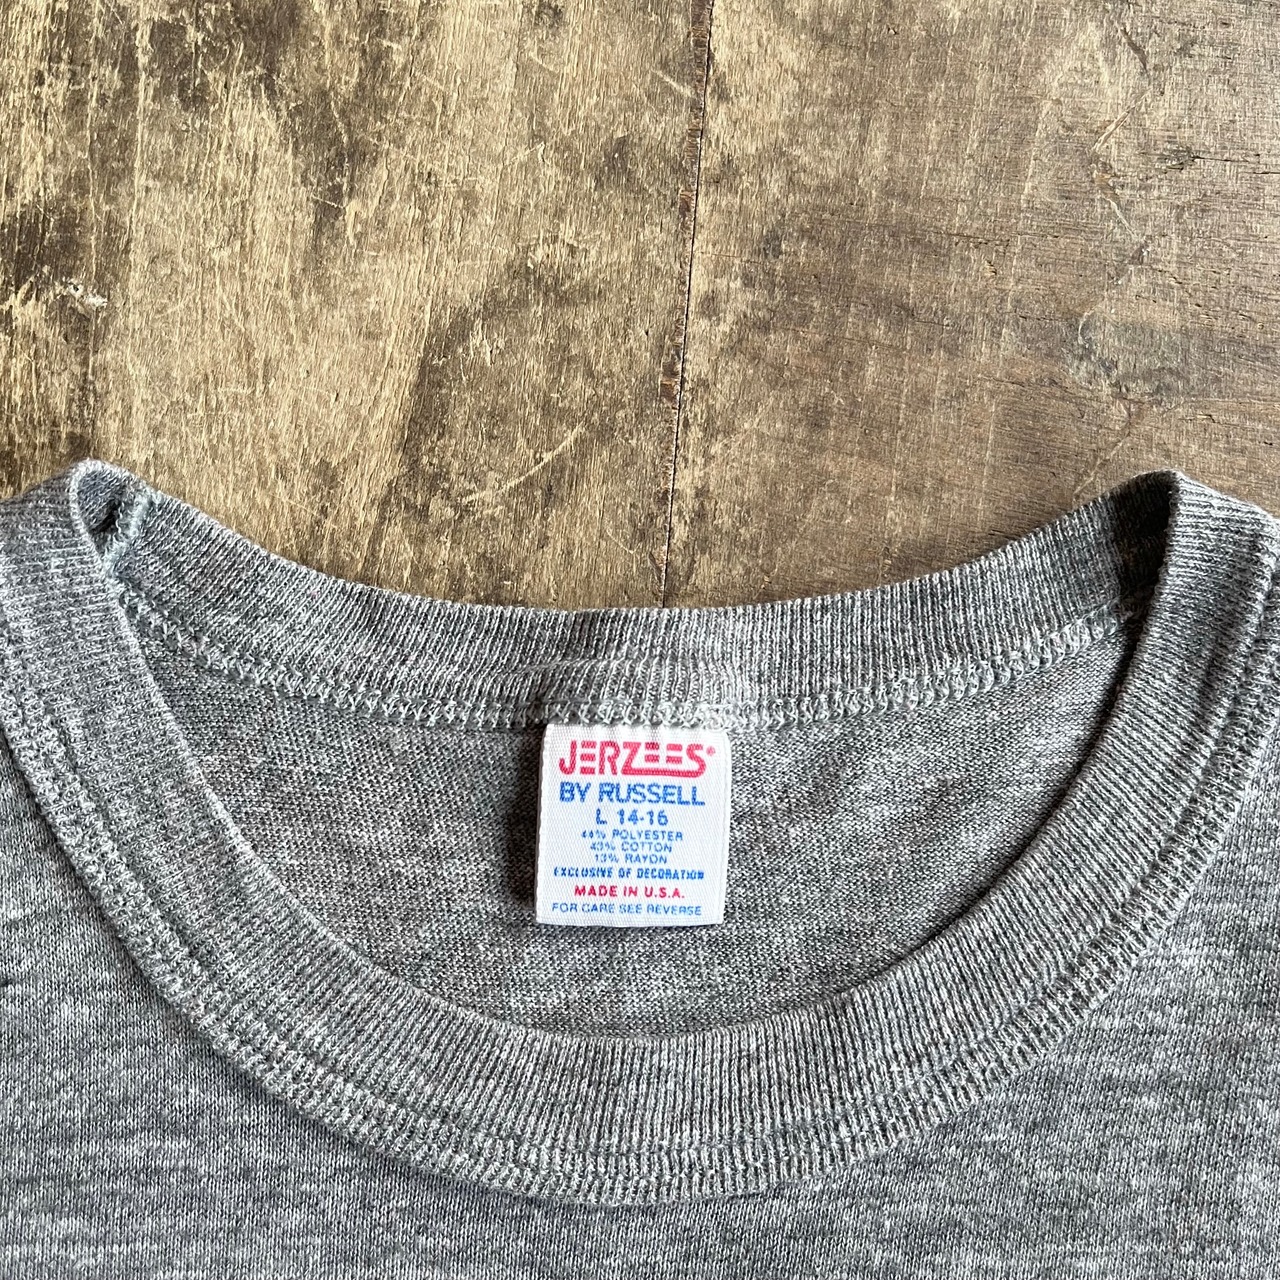 JERZEES®
BY RUSSELL
L 14-16
44% POLYESTER
43% COTTON
13% RAYON
EXCLUSIVE OF DECORATION
MADE IN U.S.A.
FOR CARE SEE REVERSE